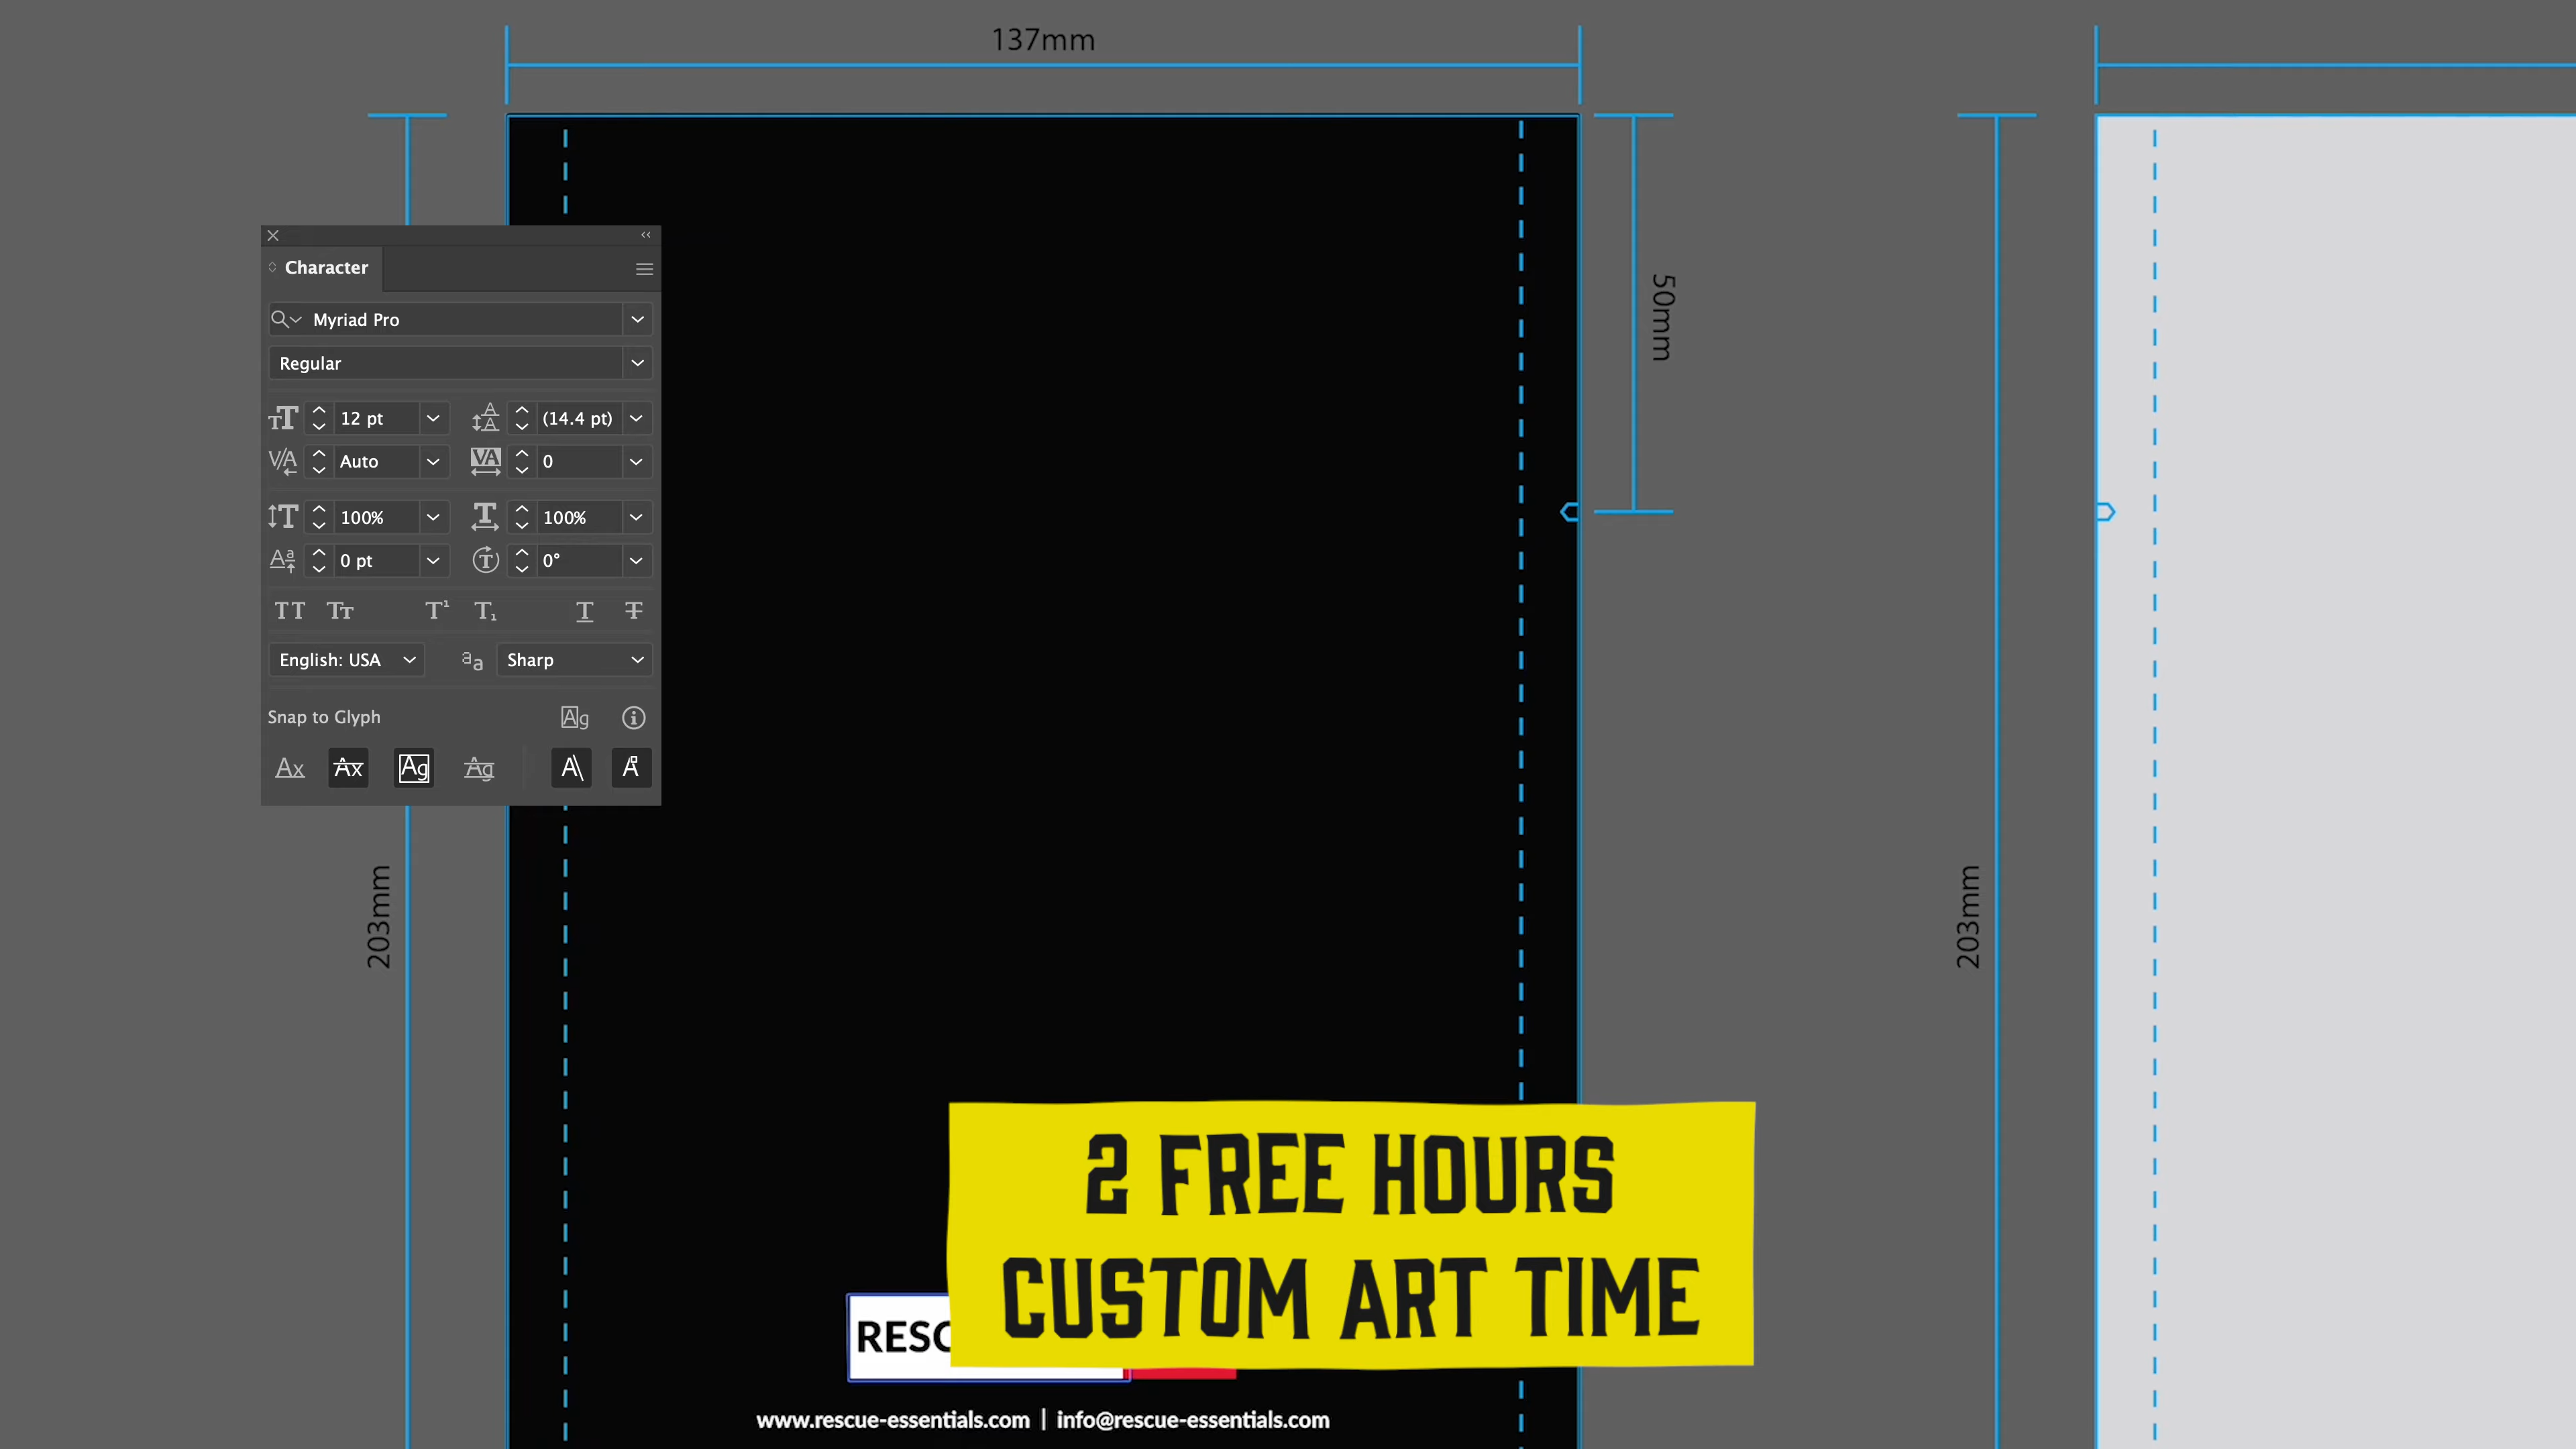 137mm
50mm
Character
Myriad Pro
Regular
12 pt
(14.4 pt)
Auto
0
100%
100%
0 pt
0°
English: USA
Sharp
Snap to Glyph
203mm
203mm
2 FREE HOURS
CUSTOM ART TIME
www.rescue-essentials.com | info@rescue-essentials.com